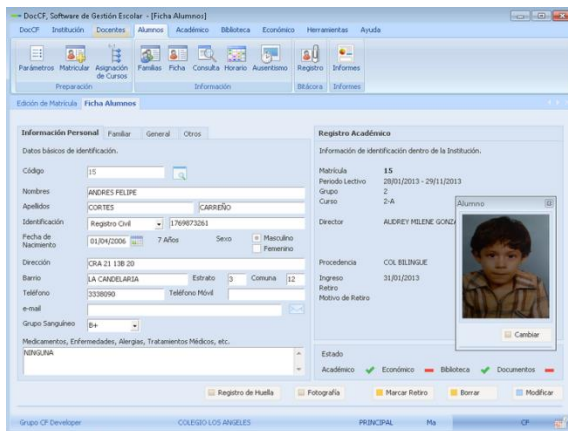 DocCF, Software de Gestión Escolar - [Ficha Alumnos]
DocCF Institución Docentes Alumnos Académico Biblioteca Económico Herramientas Ayuda
Parámetros Matricular Asignación de Cursos Familias Ficha Consulta Horario Ausentismo Registro Informes
Preparación Información Bitácora Informes
Edición de Matrícula Ficha Alumnos
Información Personal Familiar General Otros
Datos básicos de identificación.
Código 15
Nombres ANDRES FELIPE
Apellidos CORTES CARREÑO
Identificación Registro Civil 1769873261
Fecha de Nacimiento 01/04/2006 7 Años Sexo Masculino
Femenino
Dirección CRA 21 13B 20
Barrio LA CANDELARIA Estrato 3 Comuna 12
Teléfono 3338090 Teléfono Móvil
e-mail
Grupo Sanguíneo B+
Medicamentos, Enfermedades, Alergias, Tratamientos Médicos, etc.
NINGUNA
Registro Académico
Información de identificación dentro de la Institución.
Matrícula 15
Periodo Lectivo 28/01/2013 - 29/11/2013
Grupo 2
Curso 2-A
Director AUDREY MILENE
Procedencia COL BILINGUE
Ingreso 31/01/2013
Retiro
Motivo de Retiro
Alumno
Cambiar
Estado
Académico Económico Biblioteca Documentos
Registro de Huella Fotografía Marcar Retiro Borrar Modificar
Grupo CF Developer COLEGIO LOS ANGELES PRINCIPAL Ma CF